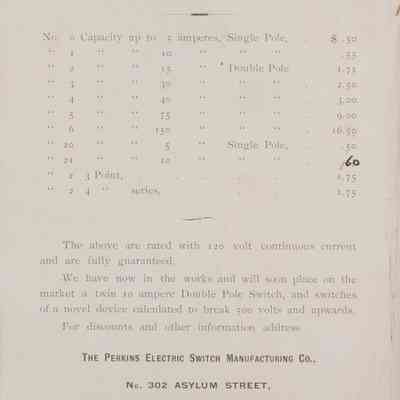 No. 0 Capacity up to 5 amperes, Single Pole, $ .50
" 1 " " 10 " " " .55
" 2 " " 15 " Double Pole 1.75
" 3 " " 30 " " " 2.50
" 4 " " 40 " " " 3.00
" 5 " " 75 " " " 9.00
" 6 " " 150 " " " 16.50
" 20 " " 5 " Single Pole, .50
" 21 " " 10 " " " .60
" 2 3 Point, 1.75
" 2 4 " series, 1.75
The above are rated with 120 volt continuous current
and are fully guaranteed.
We have now in the works and will soon place on the
market a twin 10 ampere Double Pole Switch, and switches
of a novel device calculated to break 500 volts and upwards.
For discounts and other information address
THE PERKINS ELECTRIC SWITCH MANUFACTURING CO.,
No. 302 ASYLUM STREET,